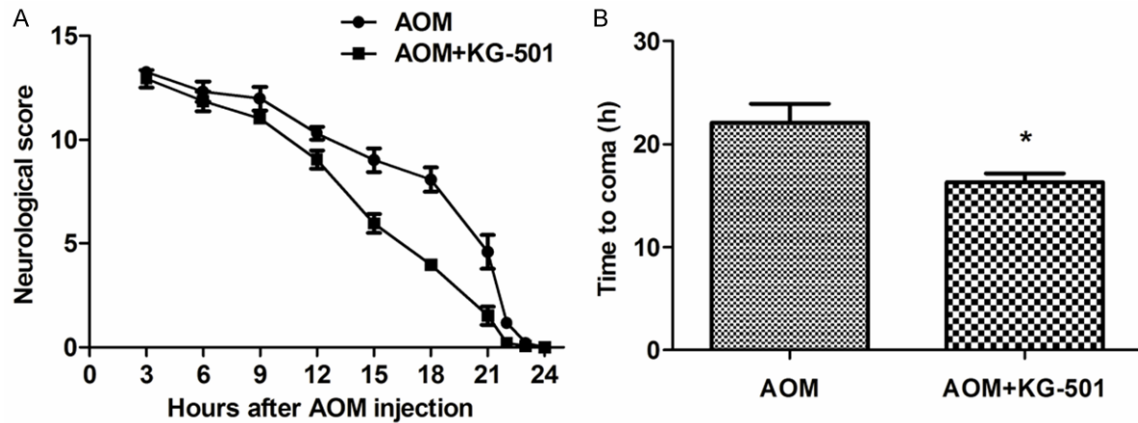 A
Neurological score
15
10
5
0
AOM
AOM+KG-501
0 3 6 9 12 15 18 21 24
Hours after AOM injection
B
Time to coma (h)
30
20
10
0
*
AOM AOM+KG-501